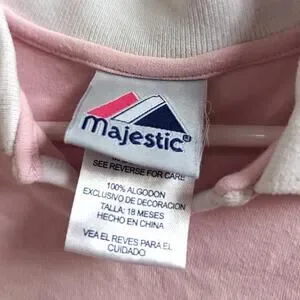 majestic
SEE REVERSE FOR CARE
100% ALGODON
EXCLUSIVO DE DECORACION
TALLA: 18 MESES
HECHO EN CHINA
VEA EL REVES PARA EL
CUIDADO